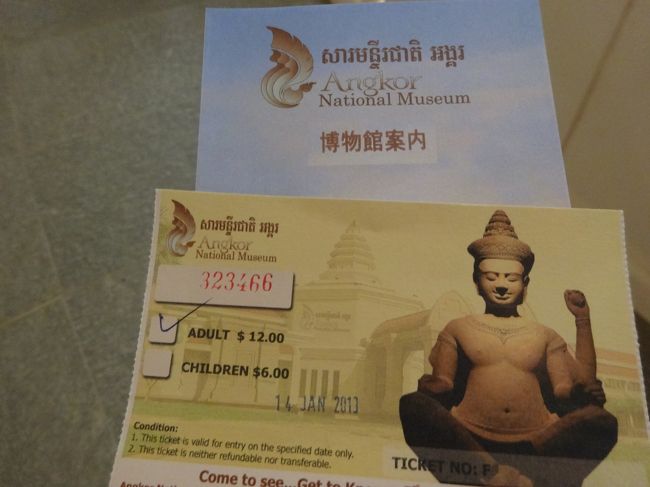 សារមន្ទីរជាតិ អង្គរ
Angkor
National Museum
博物館案内
សារមន្ទីរជាតិ អង្គរ
Angkor
National Museum
323466
ADULT $ 12.00
CHILDREN $6.00
14 JAN 2013
Condition:
1. This ticket is valid for entry on the specified date only.
2. This ticket is neither refundable nor transferable.
TICKET NO:
Come to see...Get to
Angkor